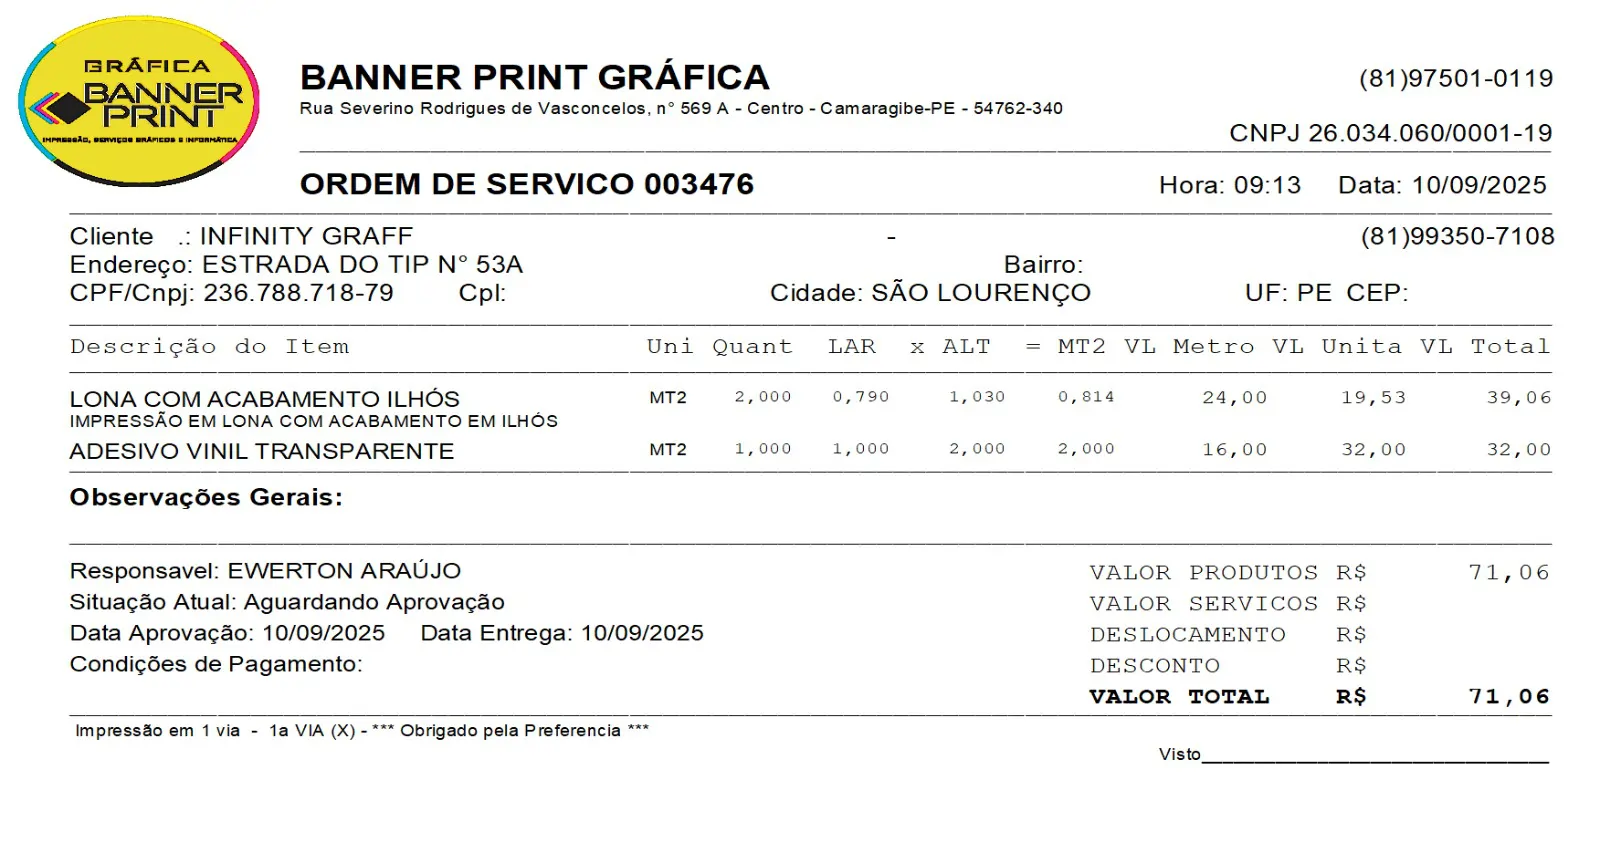 GRÁFICA
BANNER
PRINT
IMPRESSÃO, SERVIÇOS GRÁFICOS E INFORMÁTICA
BANNER PRINT GRÁFICA (81)97501-0119
Rua Severino Rodrigues de Vasconcelos, n° 569 A - Centro - Camaragibe-PE - 54762-340
CNPJ 26.034.060/0001-19
ORDEM DE SERVICO 003476 Hora: 09:13 Data: 10/09/2025
Cliente .: INFINITY GRAFF - (81)99350-7108
Endereço: ESTRADA DO TIP N° 53A Bairro:
CPF/Cnpj: 236.788.718-79 Cpl: Cidade: SÃO LOURENÇO UF: PE CEP:
Descrição do Item Uni Quant LAR x ALT = MT2 VL Metro VL Unita VL Total
LONA COM ACABAMENTO ILHÓS MT2 2,000 0,790 1,030 0,814 24,00 19,53 39,06
IMPRESSÃO EM LONA COM ACABAMENTO EM ILHÓS
ADESIVO VINIL TRANSPARENTE MT2 1,000 1,000 2,000 2,000 16,00 32,00 32,00
Observações Gerais:
Responsavel: EWERTON ARAÚJO VALOR PRODUTOS R$ 71,06
Situação Atual: Aguardando Aprovação VALOR SERVICOS R$
Data Aprovação: 10/09/2025 Data Entrega: 10/09/2025 DESLOCAMENTO R$
Condições de Pagamento: DESCONTO R$
VALOR TOTAL R$ 71,06
Impressão em 1 via - 1a VIA (X) - *** Obrigado pela Preferencia ***
Visto